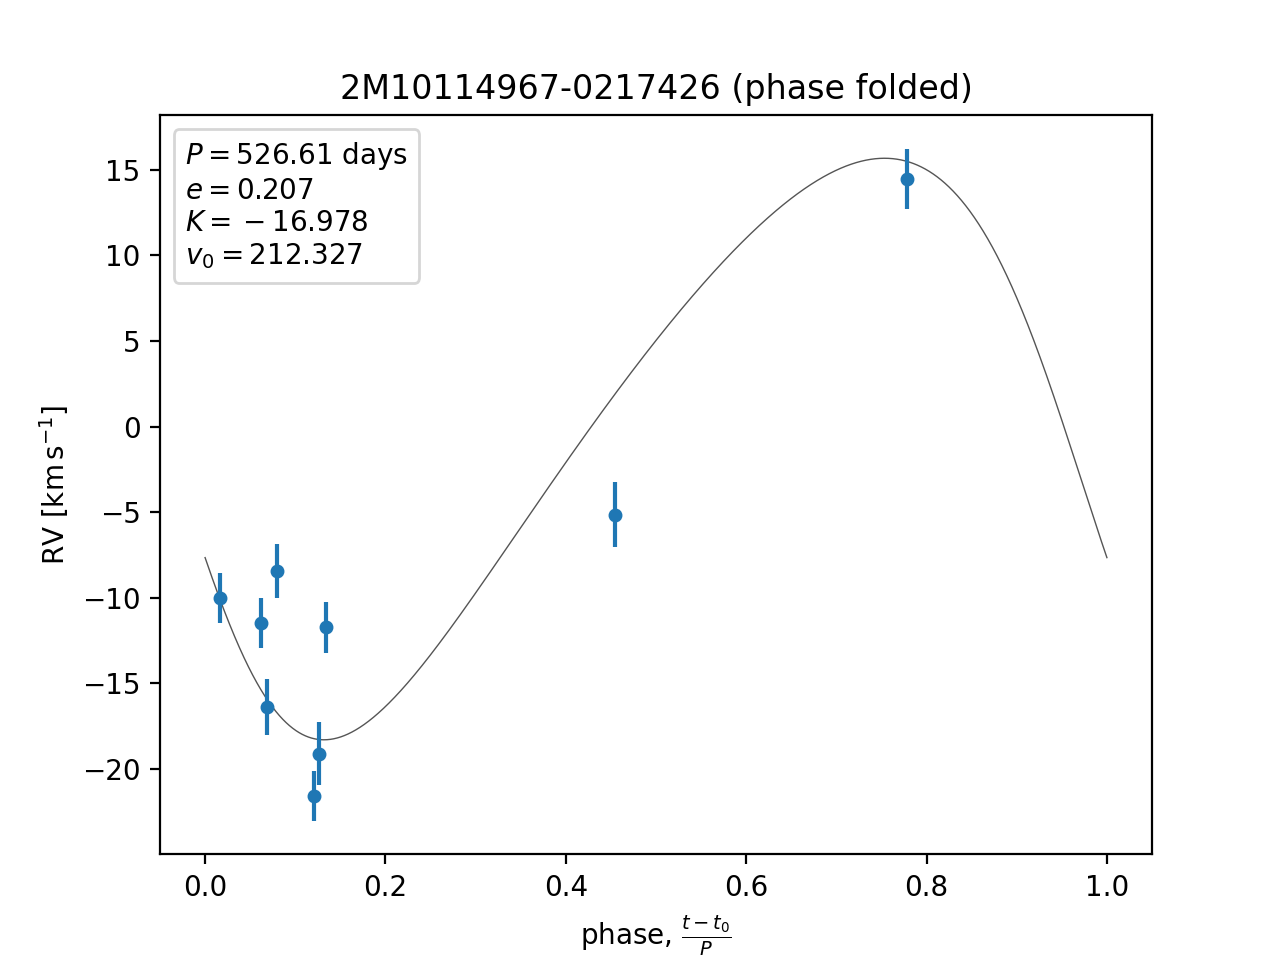 2M10114967-0217426 (phase folded)
P = 526.61 days
e = 0.207
K = −16.978
v₀ = 212.327
15
10
5
0
−5
−10
−15
−20
RV [km s⁻¹]
0.0 0.2 0.4 0.6 0.8 1.0
phase, (t − t₀)/P